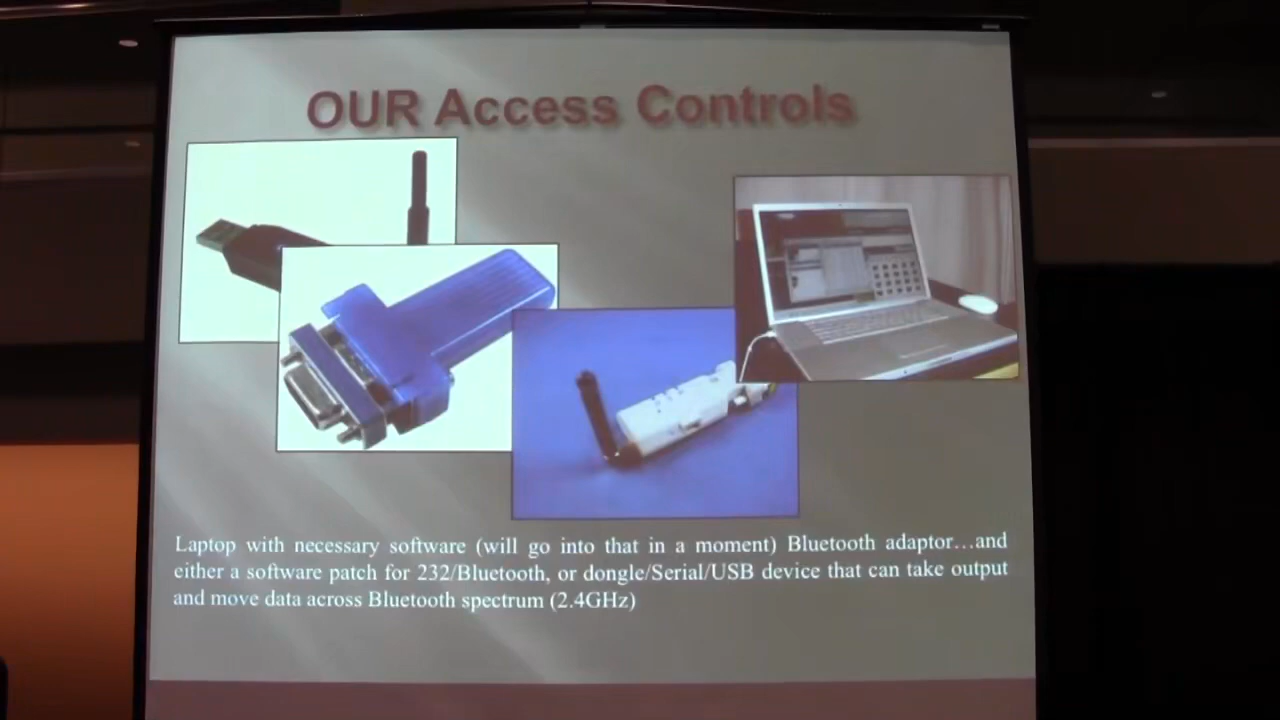 OUR Access Controls
Laptop with necessary software (will go into that in a moment) Bluetooth adaptor…and
either a software patch for 232/Bluetooth, or dongle/Serial/USB device that can take output
and move data across Bluetooth spectrum (2.4GHz)